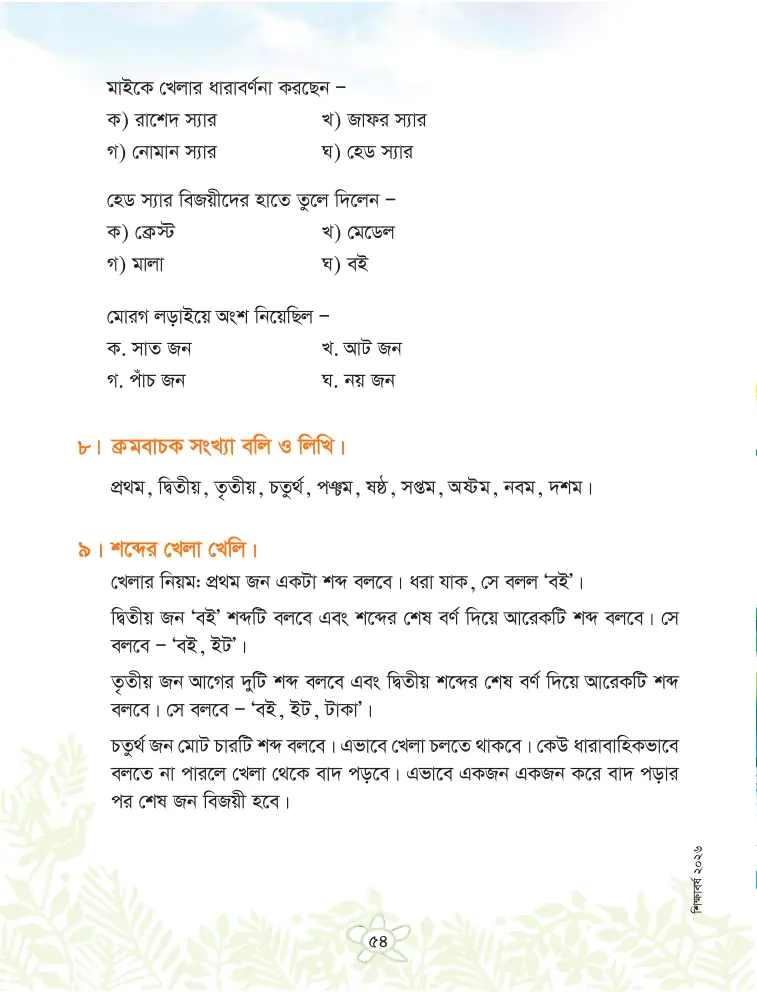 মাইকে খেলার ধারাবর্ণনা করছেন –
ক) রাশেদ স্যার খ) জাফর স্যার
গ) নোমান স্যার ঘ) হেড স্যার
হেড স্যার বিজয়ীদের হাতে তুলে দিলেন –
ক) ক্রেস্ট খ) মেডেল
গ) মালা ঘ) বই
মোরগ লড়াইয়ে অংশ নিয়েছিল –
ক. সাত জন খ. আট জন
গ. পাঁচ জন ঘ. নয় জন
৮। ক্রমবাচক সংখ্যা বলি ও লিখি।
প্রথম, দ্বিতীয়, তৃতীয়, চতুর্থ, পঞ্চম, ষষ্ঠ, সপ্তম, অষ্টম, নবম, দশম।
৯। শব্দের খেলা খেলি।
খেলার নিয়ম: প্রথম জন একটা শব্দ বলবে। ধরা যাক, সে বলল ‘বই’।
দ্বিতীয় জন ‘বই’ শব্দটি বলবে এবং শব্দের শেষ বর্ণ দিয়ে আরেকটি শব্দ বলবে। সে
বলবে – ‘বই, ইট’।
তৃতীয় জন আগের দুটি শব্দ বলবে এবং দ্বিতীয় শব্দের শেষ বর্ণ দিয়ে আরেকটি শব্দ
বলবে। সে বলবে – ‘বই, ইট, টাকা’।
চতুর্থ জন মোট চারটি শব্দ বলবে। এভাবে খেলা চলতে থাকবে। কেউ ধারাবাহিকভাবে
বলতে না পারলে খেলা থেকে বাদ পড়বে। এভাবে একজন একজন করে বাদ পড়ার
পর শেষ জন বিজয়ী হবে।
শিক্ষাবর্ষ ২০২৬
৫৪